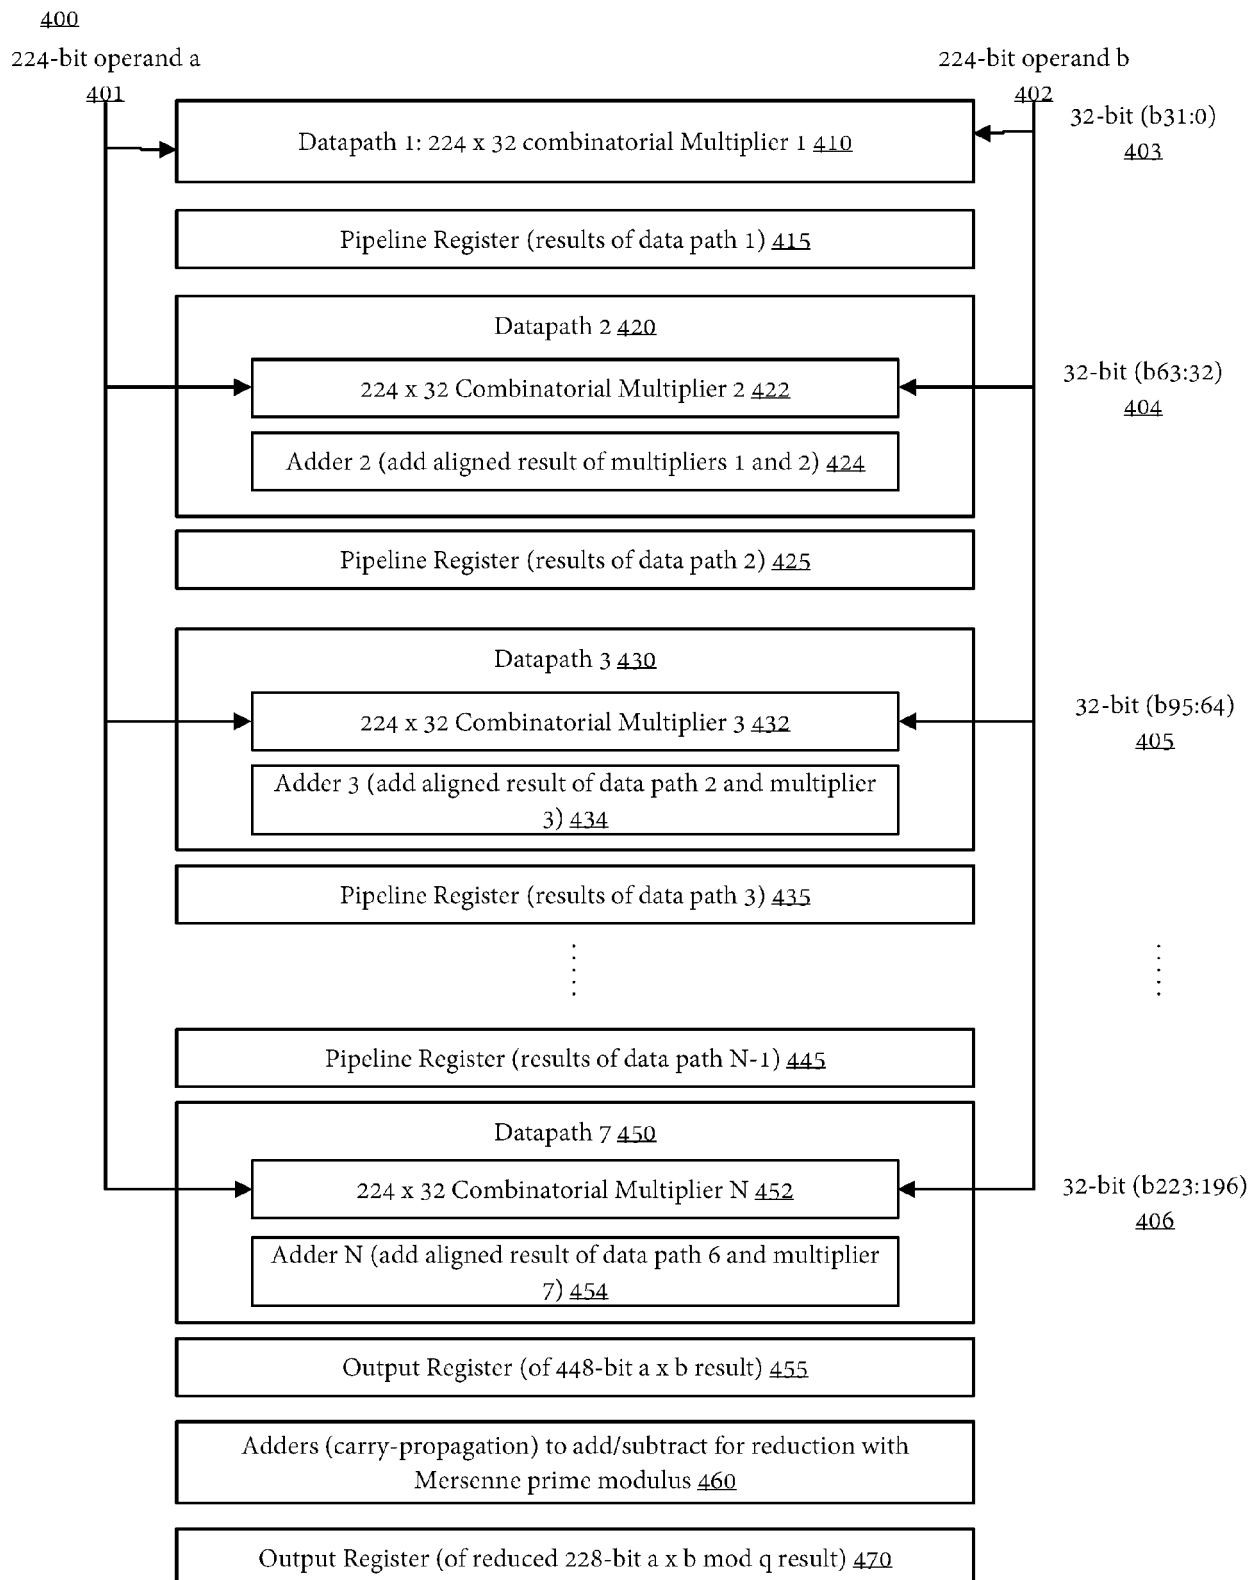 400
224-bit operand a
401
224-bit operand b
402
32-bit (b31:0)
403
Datapath 1: 224 x 32 combinatorial Multiplier 1 410
Pipeline Register (results of data path 1) 415
Datapath 2 420
224 x 32 Combinatorial Multiplier 2 422
32-bit (b63:32)
404
Adder 2 (add aligned result of multipliers 1 and 2) 424
Pipeline Register (results of data path 2) 425
Datapath 3 430
224 x 32 Combinatorial Multiplier 3 432
32-bit (b95:64)
405
Adder 3 (add aligned result of data path 2 and multiplier
3) 434
Pipeline Register (results of data path 3) 435
Pipeline Register (results of data path N-1) 445
Datapath 7 450
224 x 32 Combinatorial Multiplier N 452
32-bit (b223:196)
406
Adder N (add aligned result of data path 6 and multiplier
7) 454
Output Register (of 448-bit a x b result) 455
Adders (carry-propagation) to add/subtract for reduction with
Mersenne prime modulus 460
Output Register (of reduced 228-bit a x b mod q result) 470